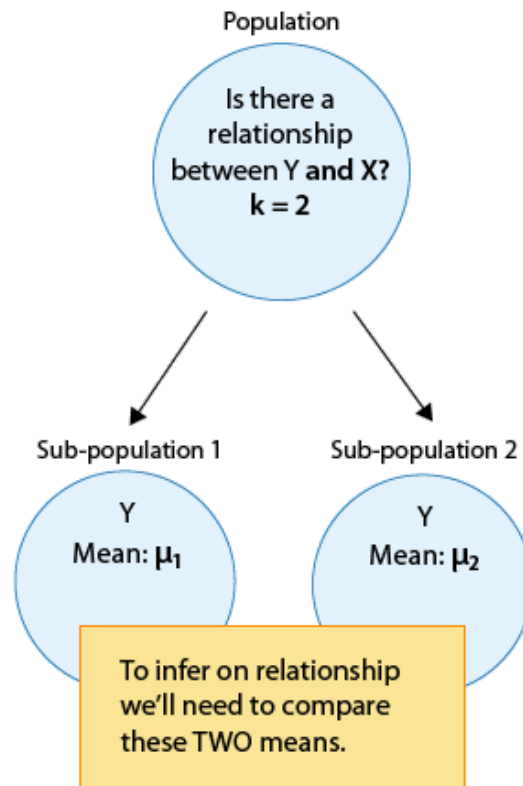 Population
Is there a
relationship
between Y and X?
k = 2
Sub-population 1
Sub-population 2
Y
Mean: μ₁
Y
Mean: μ₂
To infer on relationship
we'll need to compare
these TWO means.